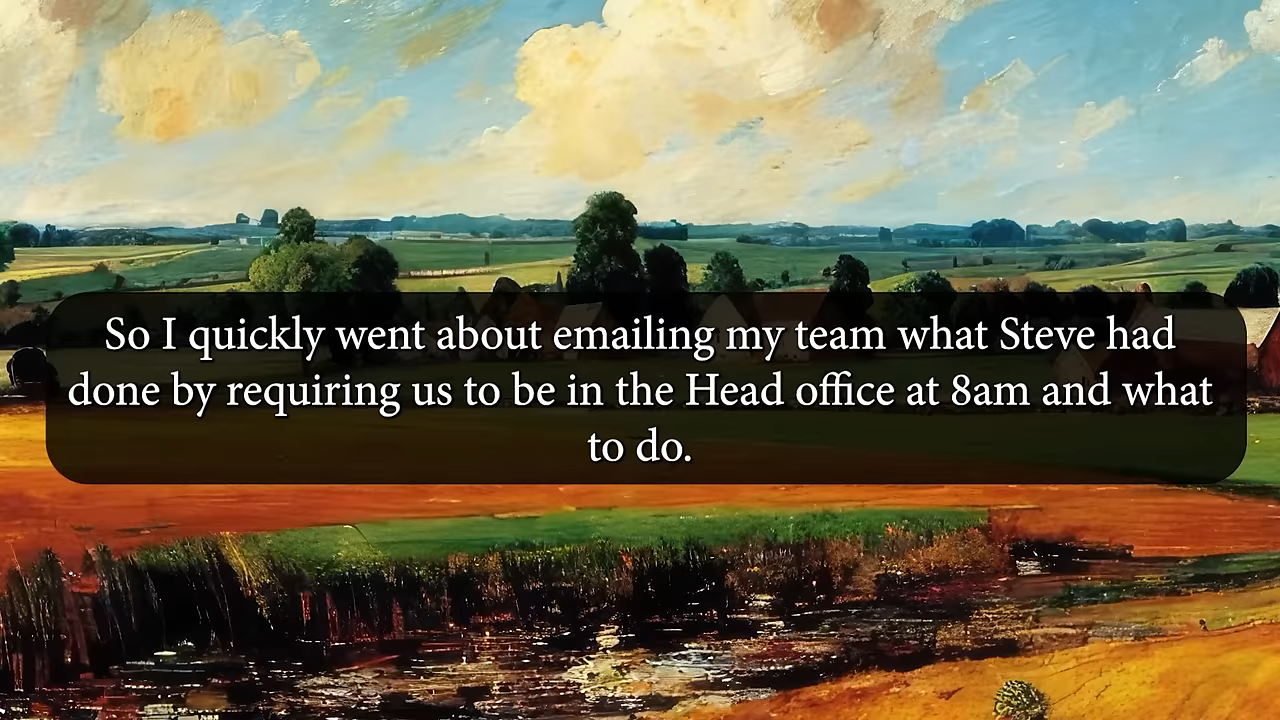 So I quickly went about emailing my team what Steve had
done by requiring us to be in the Head office at 8am and what
to do.